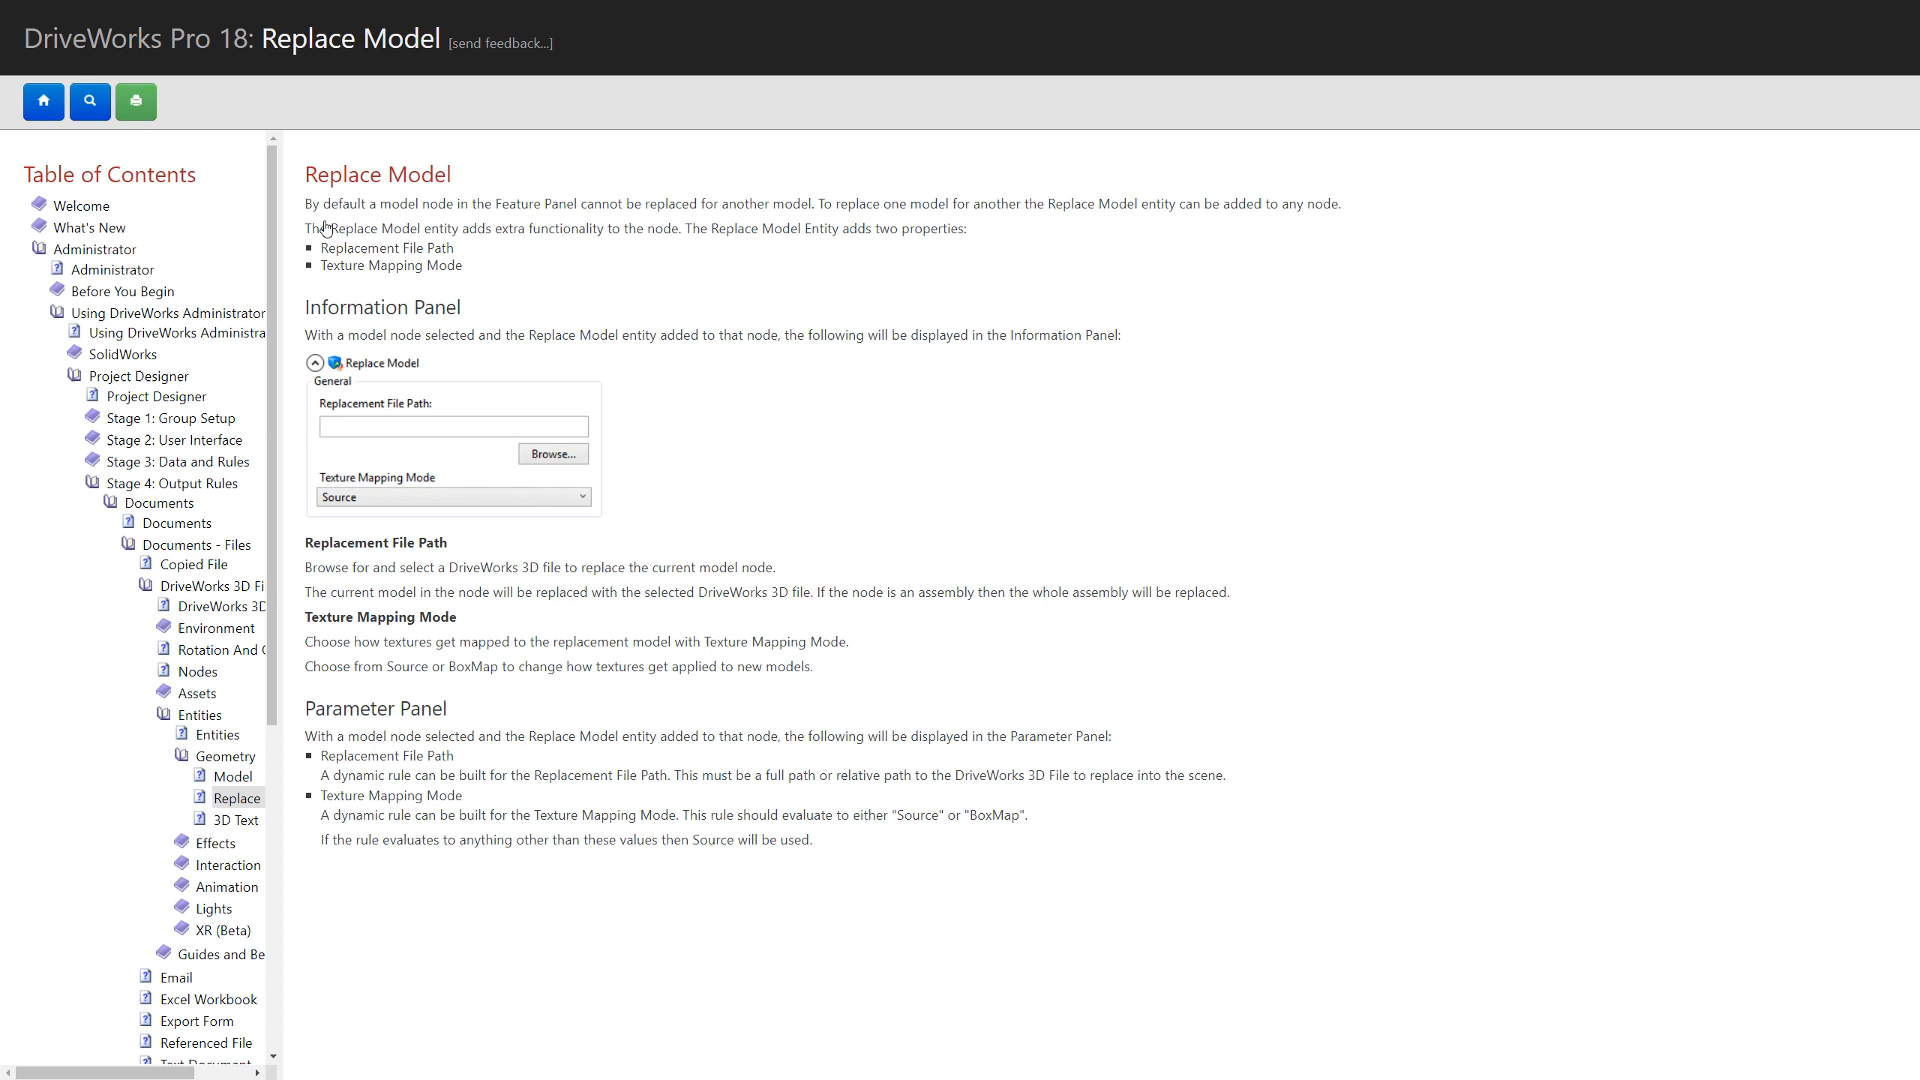 DriveWorks Pro 18: Replace Model [send feedback...]
Table of Contents
Welcome
What's New
Administrator
Administrator
Before You Begin
Using DriveWorks Administrator
Using DriveWorks Administra
SolidWorks
Project Designer
Project Designer
Stage 1: Group Setup
Stage 2: User Interface
Stage 3: Data and Rules
Stage 4: Output Rules
Documents
Documents
Documents - Files
Copied File
DriveWorks 3D Fi
DriveWorks 3D
Environment
Rotation And
Nodes
Assets
Entities
Entities
Geometry
Model
Replace
3D Text
Effects
Interaction
Animation
Lights
XR (Beta)
Guides and Be
Email
Excel Workbook
Export Form
Referenced File
Text Document
Replace Model
By default a model node in the Feature Panel cannot be replaced for another model. To replace one model for another the Replace Model entity can be added to any node.
The Replace Model entity adds extra functionality to the node. The Replace Model Entity adds two properties:
Replacement File Path
Texture Mapping Mode
Information Panel
With a model node selected and the Replace Model entity added to that node, the following will be displayed in the Information Panel:
Replace Model
General
Replacement File Path:
Browse...
Texture Mapping Mode
Source
Replacement File Path
Browse for and select a DriveWorks 3D file to replace the current model node.
The current model in the node will be replaced with the selected DriveWorks 3D file. If the node is an assembly then the whole assembly will be replaced.
Texture Mapping Mode
Choose how textures get mapped to the replacement model with Texture Mapping Mode.
Choose from Source or BoxMap to change how textures get applied to new models.
Parameter Panel
With a model node selected and the Replace Model entity added to that node, the following will be displayed in the Parameter Panel:
Replacement File Path
A dynamic rule can be built for the Replacement File Path. This must be a full path or relative path to the DriveWorks 3D File to replace into the scene.
Texture Mapping Mode
A dynamic rule can be built for the Texture Mapping Mode. This rule should evaluate to either "Source" or "BoxMap".
If the rule evaluates to anything other than these values then Source will be used.